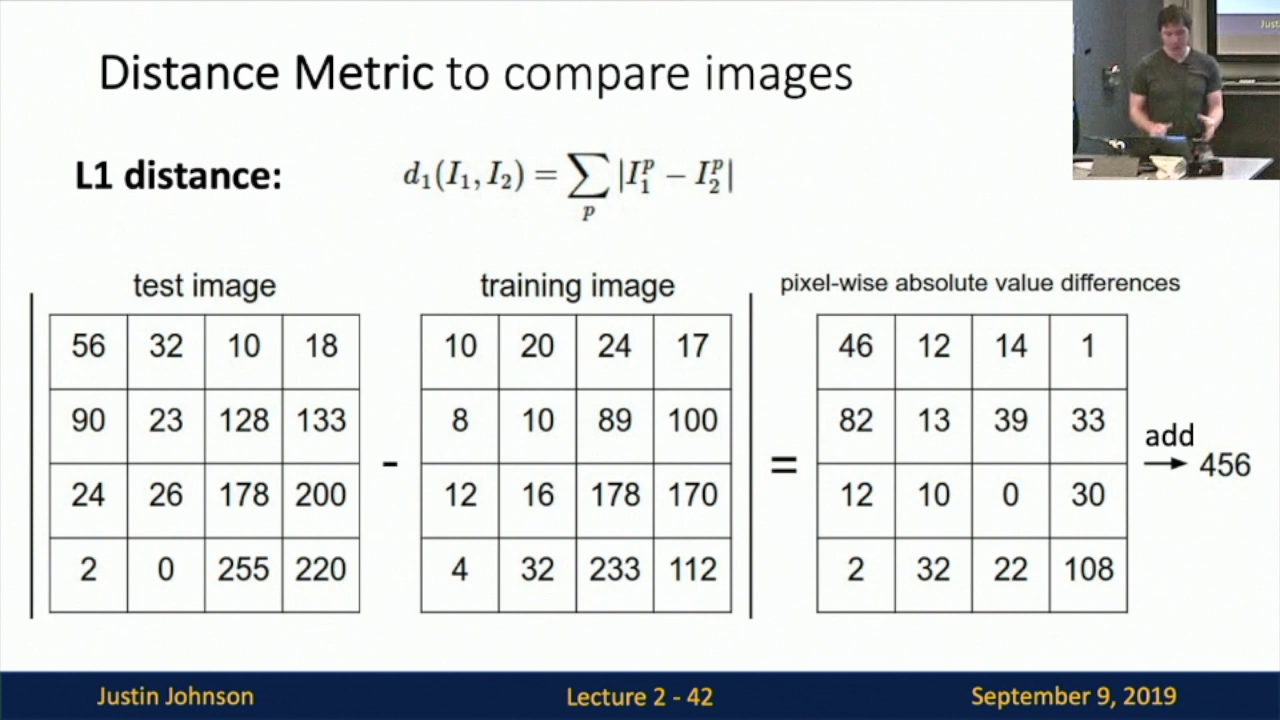 Distance Metric to compare images
L1 distance:
d₁(I₁, I₂) = ∑ₚ |I₁ᵖ − I₂ᵖ|
test image
56 32 10 18
90 23 128 133
24 26 178 200
2 0 255 220
-
training image
10 20 24 17
8 10 89 100
12 16 178 170
4 32 233 112
=
pixel-wise absolute value differences
46 12 14 1
82 13 39 33
12 10 0 30
2 32 22 108
add
→ 456
Just
Justin Johnson
Lecture 2 - 42
September 9, 2019